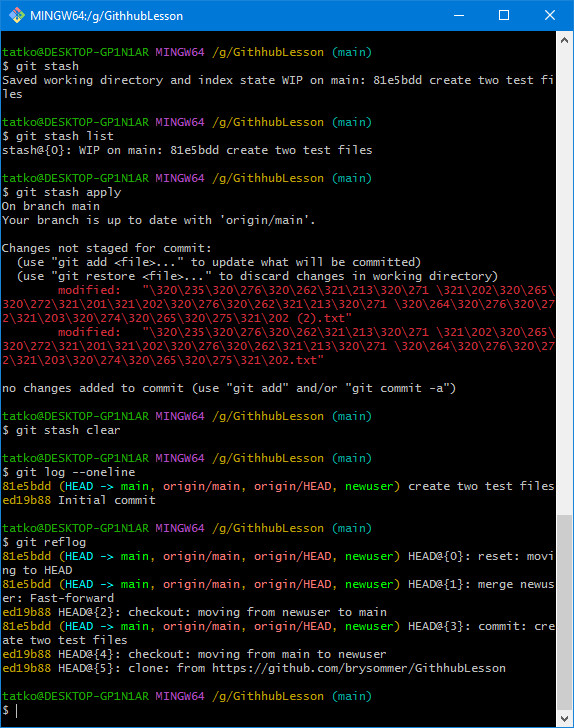 MINGW64:/g/GithhubLesson
tatko@DESKTOP-GP1N1AR MINGW64 /g/GithhubLesson (main)
$ git stash
Saved working directory and index state WIP on main: 81e5bdd create two test fi
les
tatko@DESKTOP-GP1N1AR MINGW64 /g/GithhubLesson (main)
$ git stash list
stash@{0}: WIP on main: 81e5bdd create two test files
tatko@DESKTOP-GP1N1AR MINGW64 /g/GithhubLesson (main)
$ git stash apply
On branch main
Your branch is up to date with 'origin/main'.
Changes not staged for commit:
(use "git add <file>..." to update what will be committed)
(use "git restore <file>..." to discard changes in working directory)
modified:   "\320\235\320\276\320\262\321\213\320\271 \321\202\320\265\
320\272\321\201\321\202\320\276\320\262\321\213\320\271 \320\264\320\276\320\27
2\321\203\320\274\320\265\320\275\321\202 (2).txt"
modified:   "\320\235\320\276\320\262\321\213\320\271 \321\202\320\265\
320\272\321\201\321\202\320\276\320\262\321\213\320\271 \320\264\320\276\320\27
2\321\203\320\274\320\265\320\275\321\202.txt"
no changes added to commit (use "git add" and/or "git commit -a")
tatko@DESKTOP-GP1N1AR MINGW64 /g/GithhubLesson (main)
$ git stash clear
tatko@DESKTOP-GP1N1AR MINGW64 /g/GithhubLesson (main)
$ git log --oneline
81e5bdd (HEAD -> main, origin/main, origin/HEAD, newuser) create two test files
ed19b88 Initial commit
tatko@DESKTOP-GP1N1AR MINGW64 /g/GithhubLesson (main)
$ git reflog
81e5bdd (HEAD -> main, origin/main, origin/HEAD, newuser) HEAD@{0}: reset: movi
ng to HEAD
81e5bdd (HEAD -> main, origin/main, origin/HEAD, newuser) HEAD@{1}: merge newus
er: Fast-forward
ed19b88 HEAD@{2}: checkout: moving from newuser to main
81e5bdd (HEAD -> main, origin/main, origin/HEAD, newuser) HEAD@{3}: commit: cre
ate two test files
ed19b88 HEAD@{4}: checkout: moving from main to newuser
ed19b88 HEAD@{5}: clone: from https://github.com/brysommer/GithhubLesson
tatko@DESKTOP-GP1N1AR MINGW64 /g/GithhubLesson (main)
$